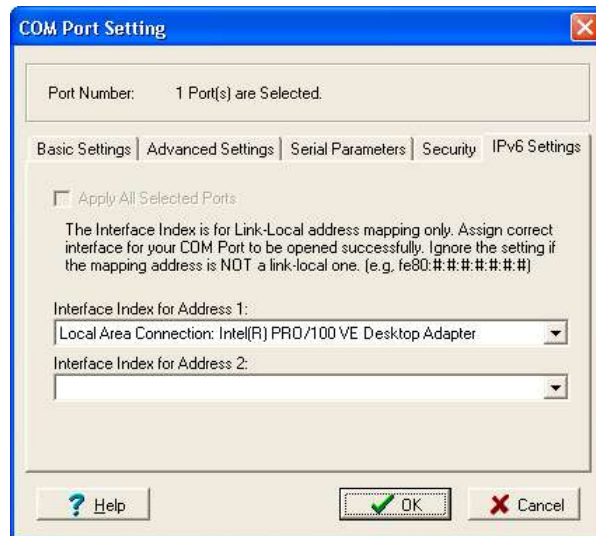 COM Port Setting
Port Number: 1 Port(s) are Selected.
Basic Settings Advanced Settings Serial Parameters Security IPv6 Settings
Apply All Selected Ports
The Interface Index is for Link-Local address mapping only. Assign correct
interface for your COM Port to be opened successfully. Ignore the setting if
the mapping address is NOT a link-local one. (e.g, fe80:#:#:#:#:#:#:#)
Interface Index for Address 1:
Local Area Connection: Intel(R) PRO/100 VE Desktop Adapter
Interface Index for Address 2:
? Help OK Cancel